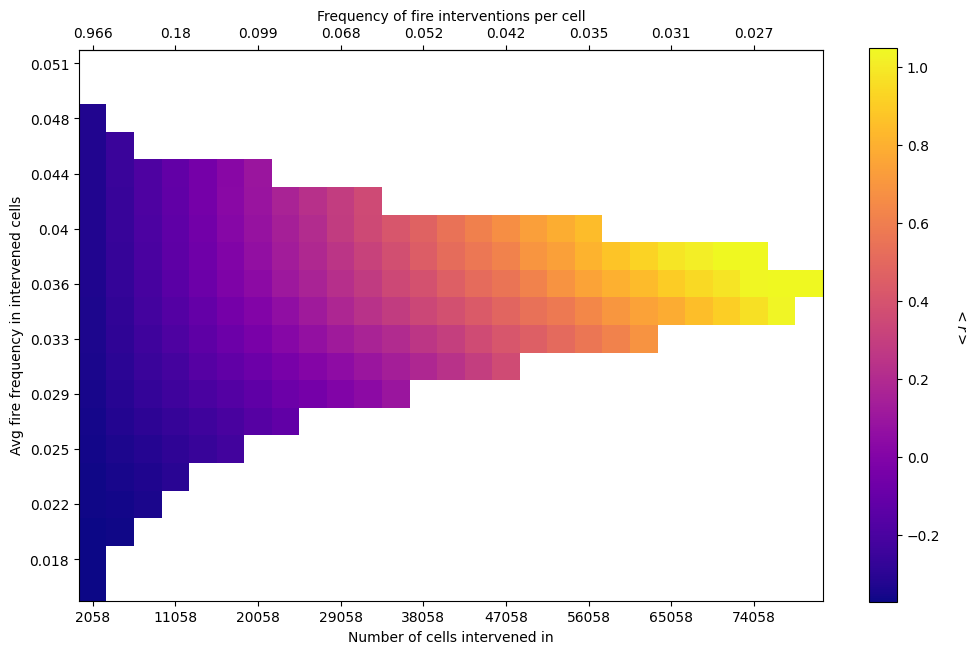 Frequency of fire interventions per cell
0.966 0.18 0.099 0.068 0.052 0.042 0.035 0.031 0.027
Avg fire frequency in intervened cells
0.051
0.048
0.044
0.04
0.036
0.033
0.029
0.025
0.022
0.018
2058 11058 20058 29058 38058 47058 56058 65058 74058
Number of cells intervened in
1.0
0.8
0.6
0.4
0.2
0.0
−0.2
< r >